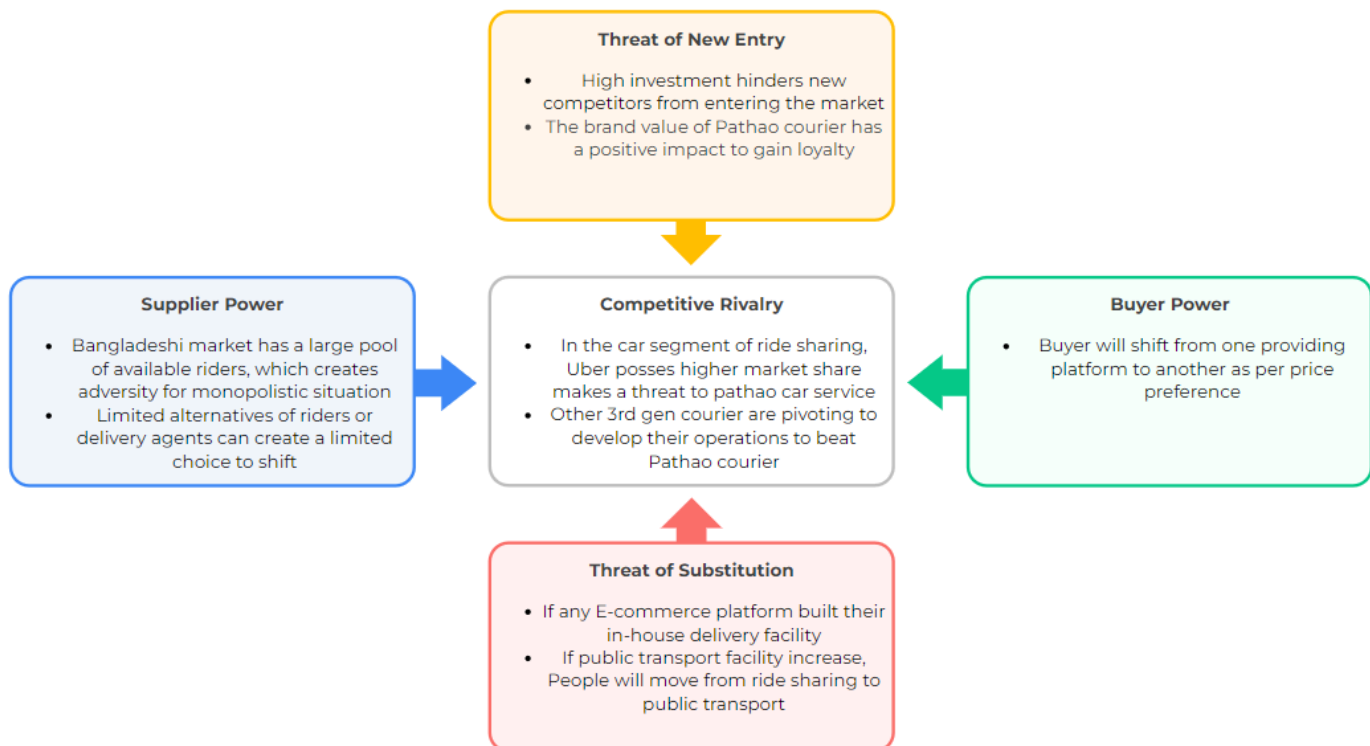 Threat of New Entry
• High investment hinders new
competitors from entering the market
• The brand value of Pathao courier has
a positive impact to gain loyalty
Supplier Power
• Bangladeshi market has a large pool
of available riders, which creates
adversity for monopolistic situation
• Limited alternatives of riders or
delivery agents can create a limited
choice to shift
Competitive Rivalry
• In the car segment of ride sharing,
Uber posses higher market share
makes a threat to pathao car service
• Other 3rd gen courier are pivoting to
develop their operations to beat
Pathao courier
Buyer Power
• Buyer will shift from one providing
platform to another as per price
preference
Threat of Substitution
• If any E-commerce platform built their
in-house delivery facility
• If public transport facility increase,
People will move from ride sharing to
public transport